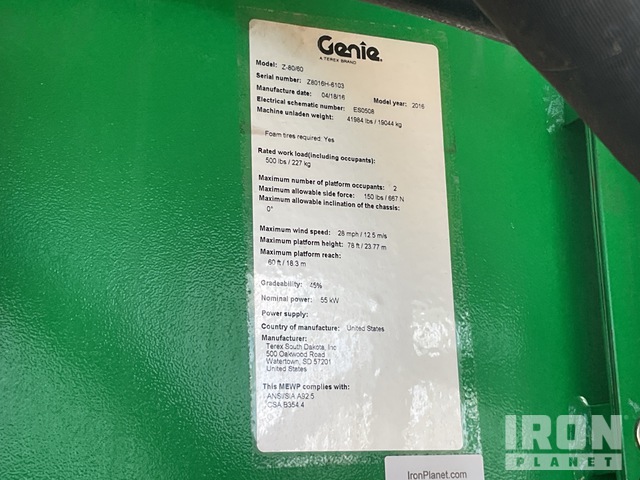 Genie
A TEREX BRAND
Model: Z-80/60
Serial number: Z8016H-6103
Manufacture date: 04/18/16 Model year: 2016
Electrical schematic number: ES0508
Machine unladen weight: 41984 lbs / 19044 kg
Foam tires required: Yes
Rated work load(including occupants):
500 lbs / 227 kg
Maximum number of platform occupants: 2
Maximum allowable side force: 150 lbs / 667 N
Maximum allowable inclination of the chassis:
0°
Maximum wind speed: 28 mph / 12.5 m/s
Maximum platform height: 78 ft / 23.77 m
Maximum platform reach:
60 ft / 18.3 m
Gradeability: 45%
Nominal power: 55 kW
Power supply:
Country of manufacture: United States
Manufacturer:
Terex South Dakota, Inc
500 Oakwood Road
Watertown, SD 57201
United States
This MEWP complies with:
ANSI/SIA A92.5
CSA B354.4
IronPlanet.com
IRON
PLANET